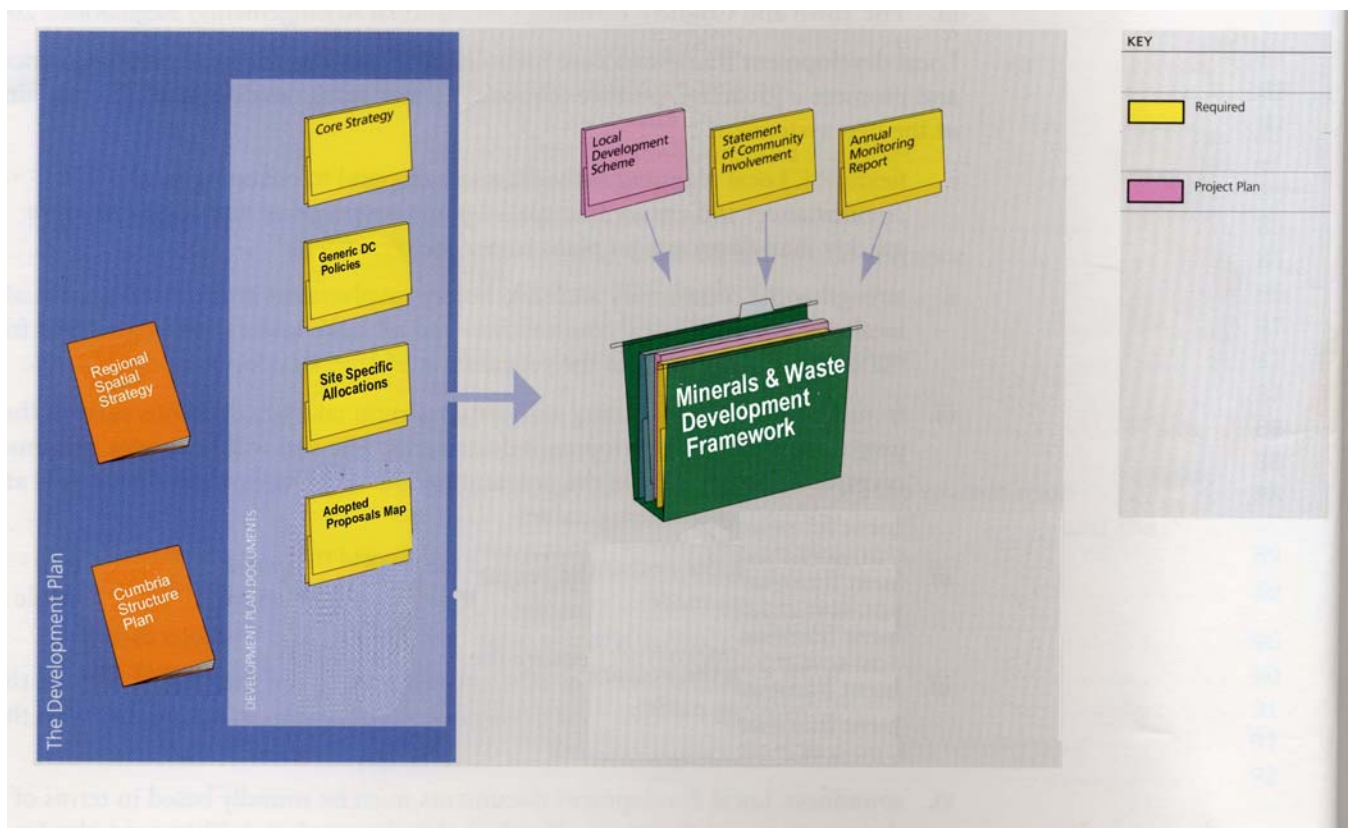 The Development Plan
Regional
Spatial
Strategy
Cumbria
Structure
Plan
DEVELOPMENT PLAN DOCUMENTS
Core Strategy
Generic DC
Policies
Site Specific
Allocations
Adopted
Proposals Map
Local
Development
Scheme
Statement
of Community
Involvement
Annual
Monitoring
Report
Minerals & Waste
Development
Framework
KEY
Required
Project Plan